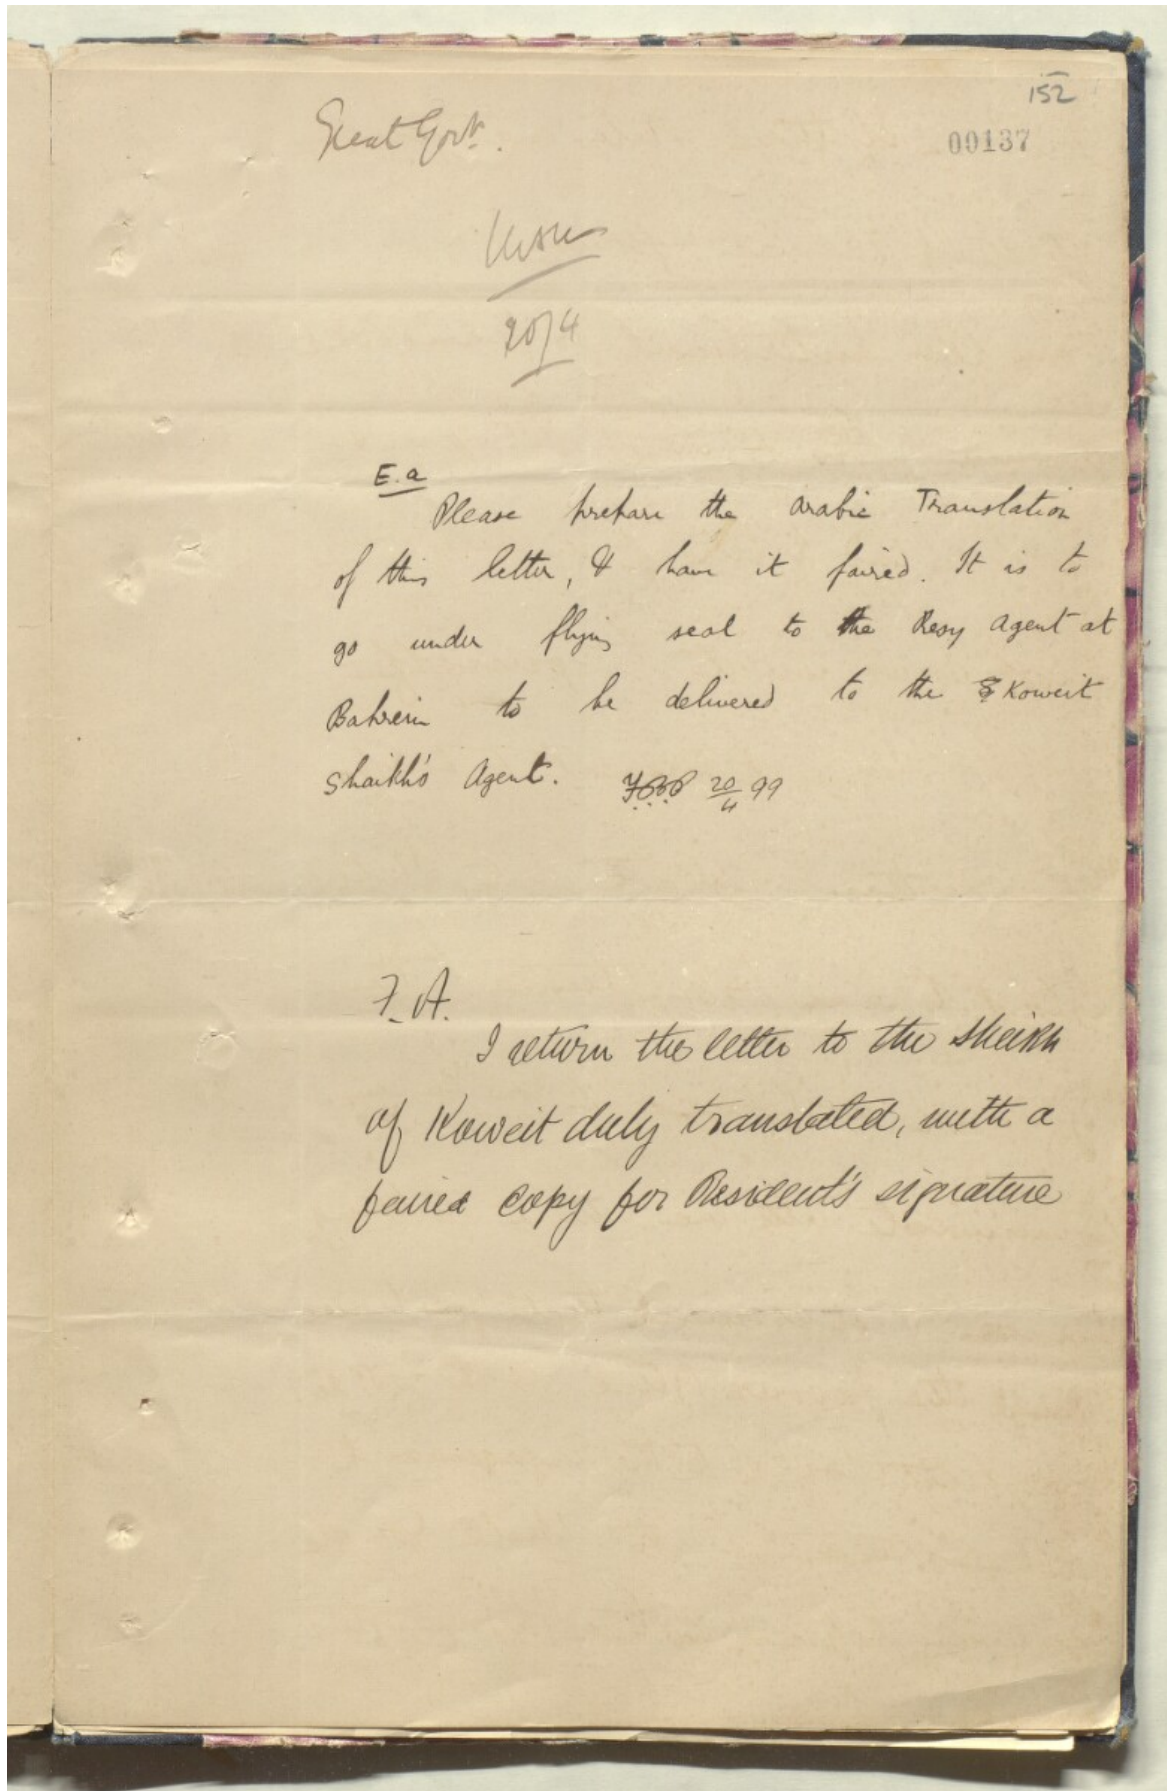 152
00137
Great Govt.
20/4
E. a
Please prepare the arabic Translation
of this letter, & have it faired. It is to
go under flying seal to the Resy Agent at
Bahrein to be delivered to the Koweit
Shaikh's Agent. 20/4 99
F. A.
I return the letter to the Sheikh
of Koweit duly translated, with a
faired copy for Resident's signature